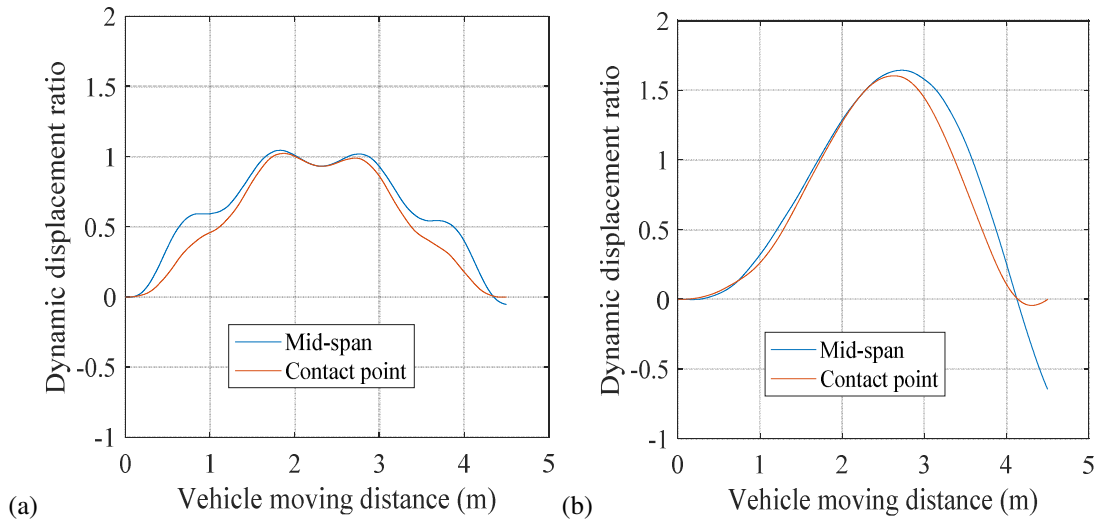 2
1.5
1
0.5
0
-0.5
-1
Dynamic displacement ratio
Mid-span
Contact point
0 1 2 3 4 5
Vehicle moving distance (m)
(a)
2
1.5
1
0.5
0
-0.5
-1
Dynamic displacement ratio
Mid-span
Contact point
0 1 2 3 4 5
Vehicle moving distance (m)
(b)